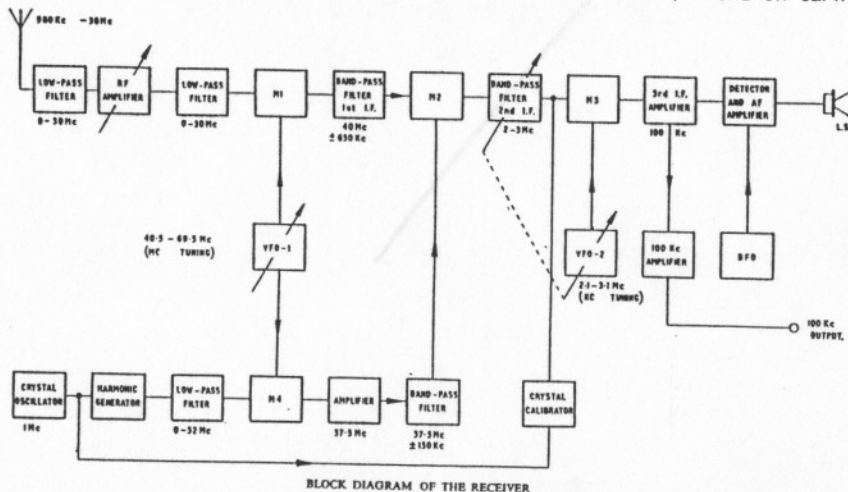 980Kc -30Mc
LOW-PASS
FILTER
0-30Mc
RF
AMPLIFIER
LOW-PASS
FILTER
0-30Mc
M1
BAND-PASS
FILTER
1st I.F.
40Mc
±650Kc
M2
BAND-PASS
FILTER
2nd I.F.
2-3Mc
M3
3rd I.F.
AMPLIFIER
100 Kc
DETECTOR
AND AF
AMPLIFIER
L.S
40·5 - 69·5 Mc
(MC TUNING)
VFO-1
VFO-2
2·1-3·1 Mc
(KC TUNING)
100 Kc
AMPLIFIER
BFO
100 Kc
OUTPUT.
CRYSTAL
OSCILLATOR
1Mc
HARMONIC
GENERATOR
LOW-PASS
FILTER
0-32Mc
M4
AMPLIFIER
37·5Mc
BAND-PASS
FILTER
37·5Mc
±150Kc
CRYSTAL
CALIBRATOR
BLOCK DIAGRAM OF THE RECEIVER